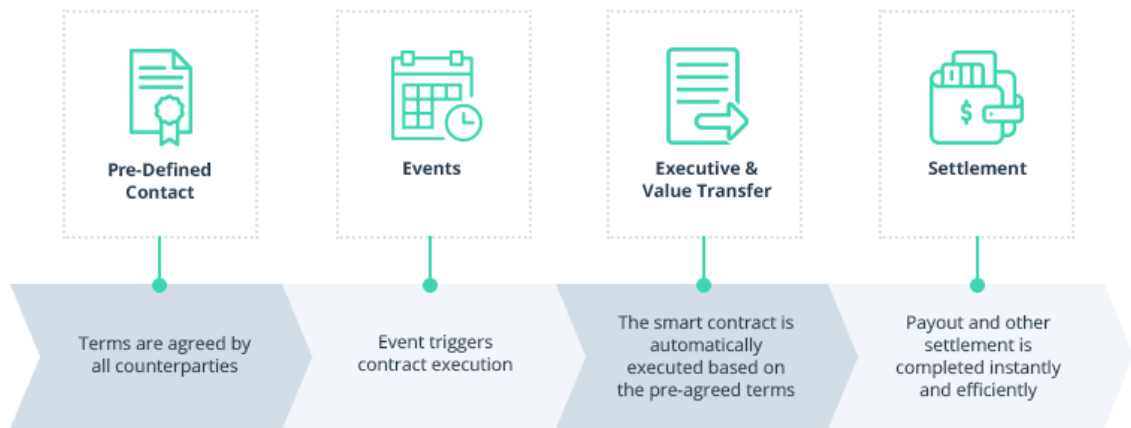 Pre-Defined
Contact
Events
Executive &
Value Transfer
Settlement
$
Terms are agreed by
all counterparties
Event triggers
contract execution
The smart contract is
automatically
executed based on
the pre-agreed terms
Payout and other
settlement is
completed instantly
and efficiently